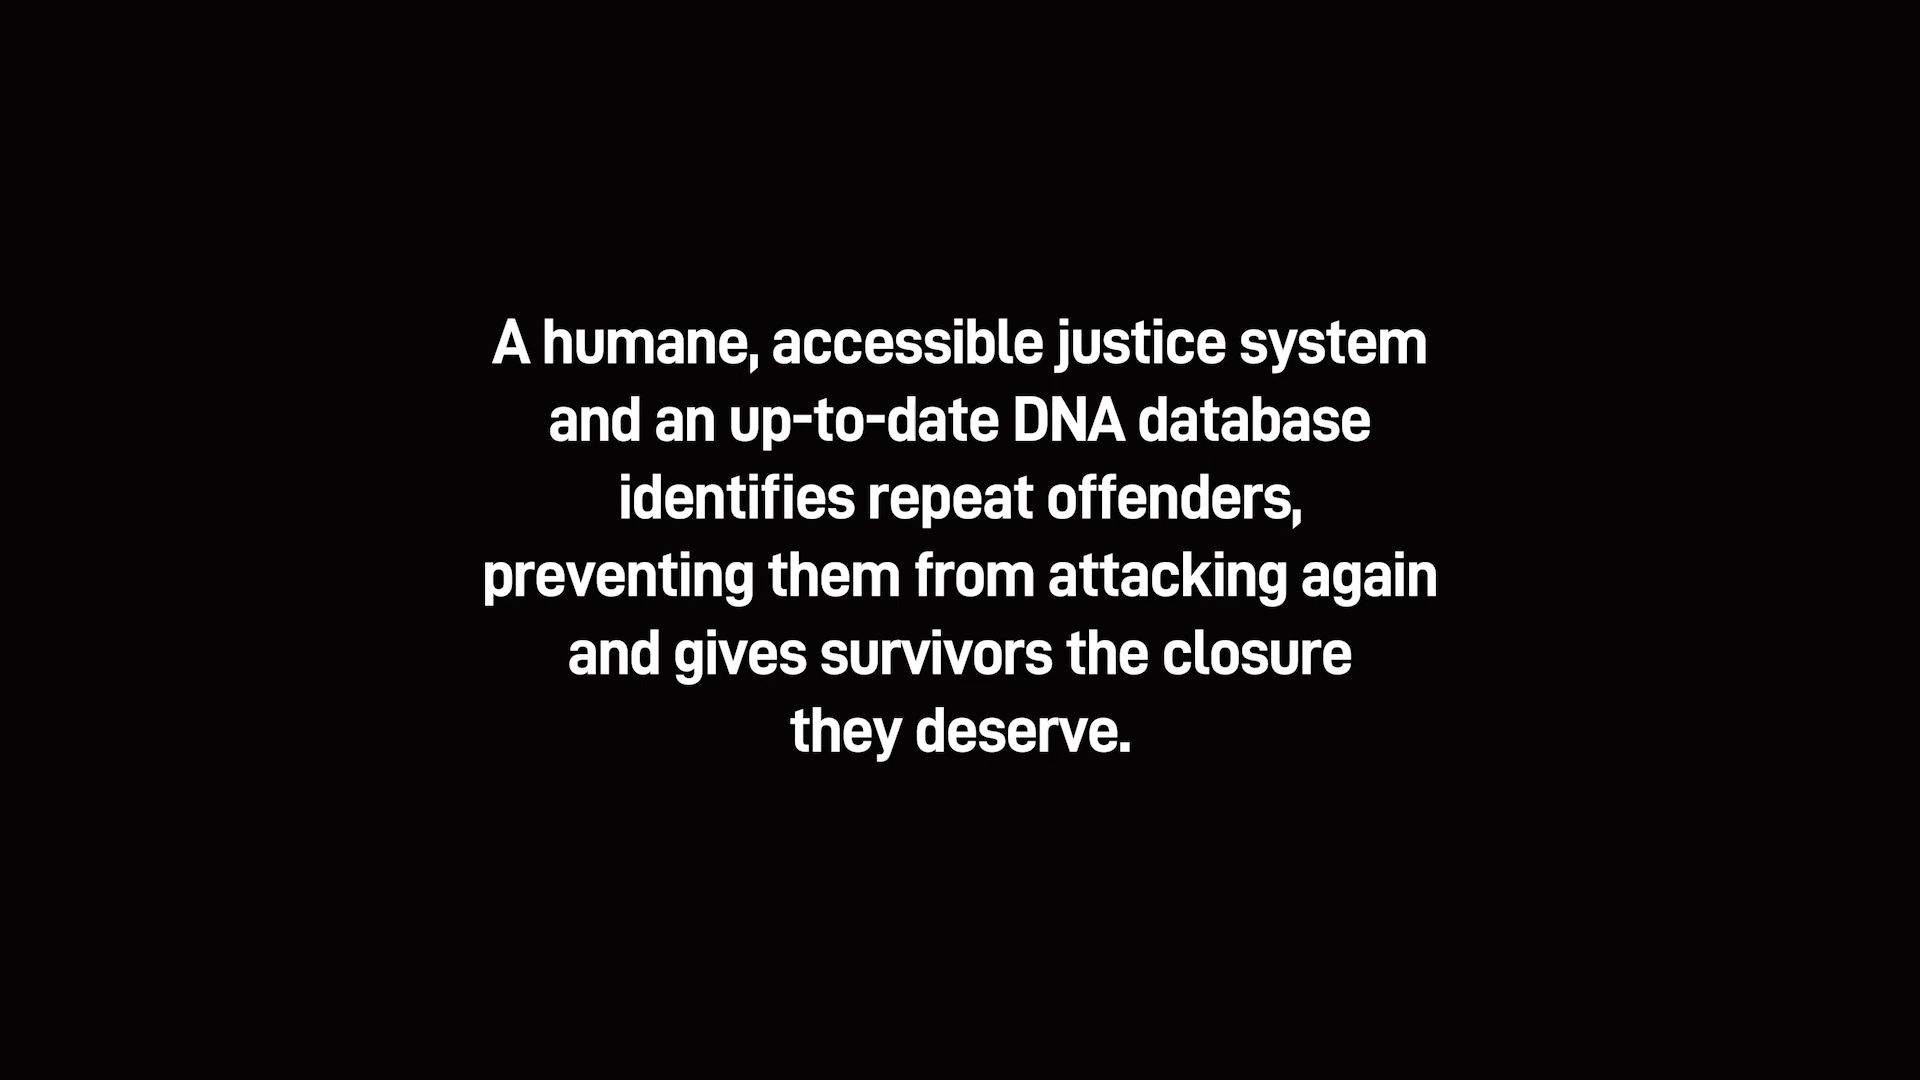 A humane, accessible justice system
and an up-to-date DNA database
identifies repeat offenders,
preventing them from attacking again
and gives survivors the closure
they deserve.